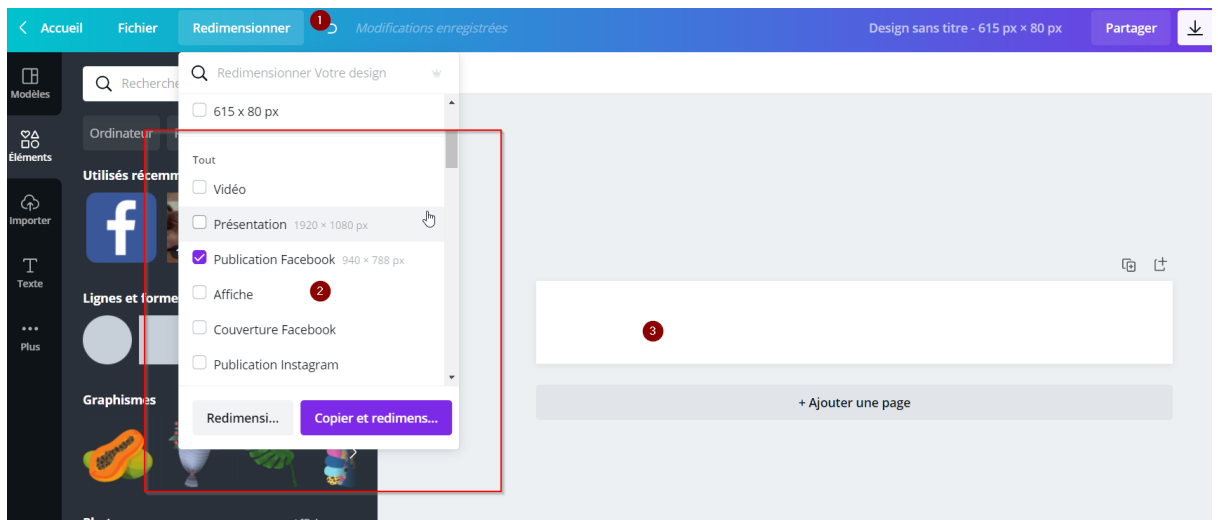 Accueil Fichier Redimensionner 1 Modifications enregistrées Design sans titre - 615 px × 80 px Partager
Modèles
Éléments
Importer
Texte
Plus
Recherche
Ordinateur
Utilisés récemm
Lignes et forme
Graphismes
Redimensionner Votre design
615 x 80 px
Tout
Vidéo
Présentation 1920 × 1080 px
Publication Facebook 940 × 788 px
Affiche 2
Couverture Facebook
Publication Instagram
Redimensi... Copier et redimens...
3
+ Ajouter une page